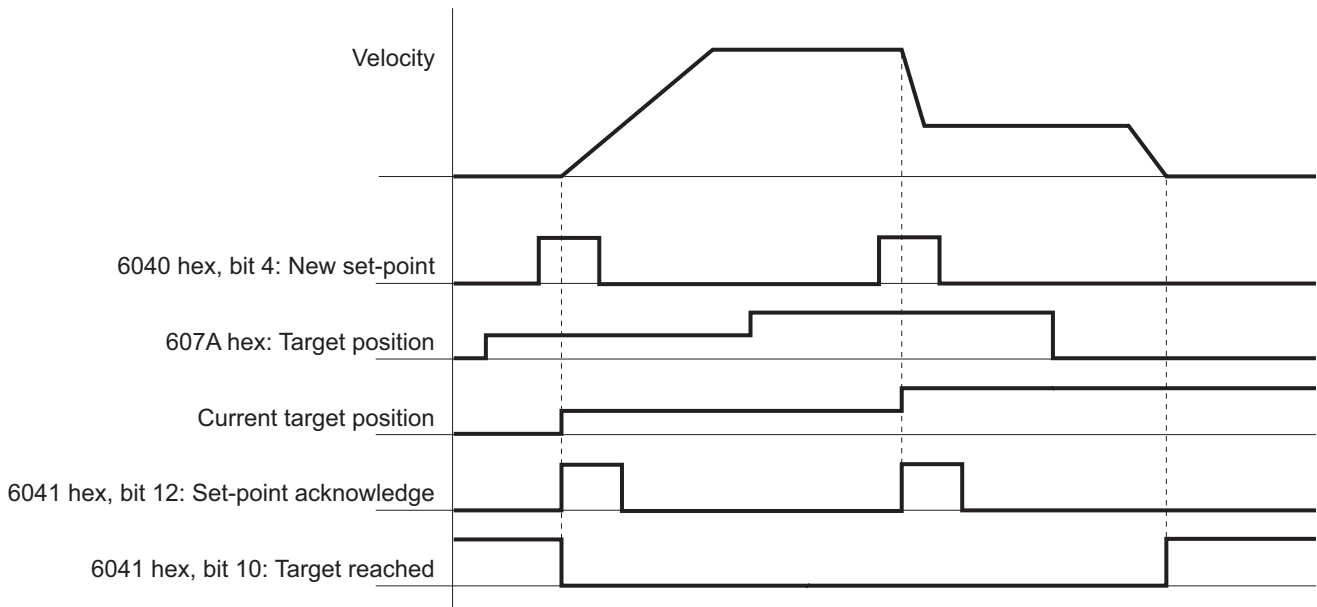 Velocity
6040 hex, bit 4: New set-point
607A hex: Target position
Current target position
6041 hex, bit 12: Set-point acknowledge
6041 hex, bit 10: Target reached